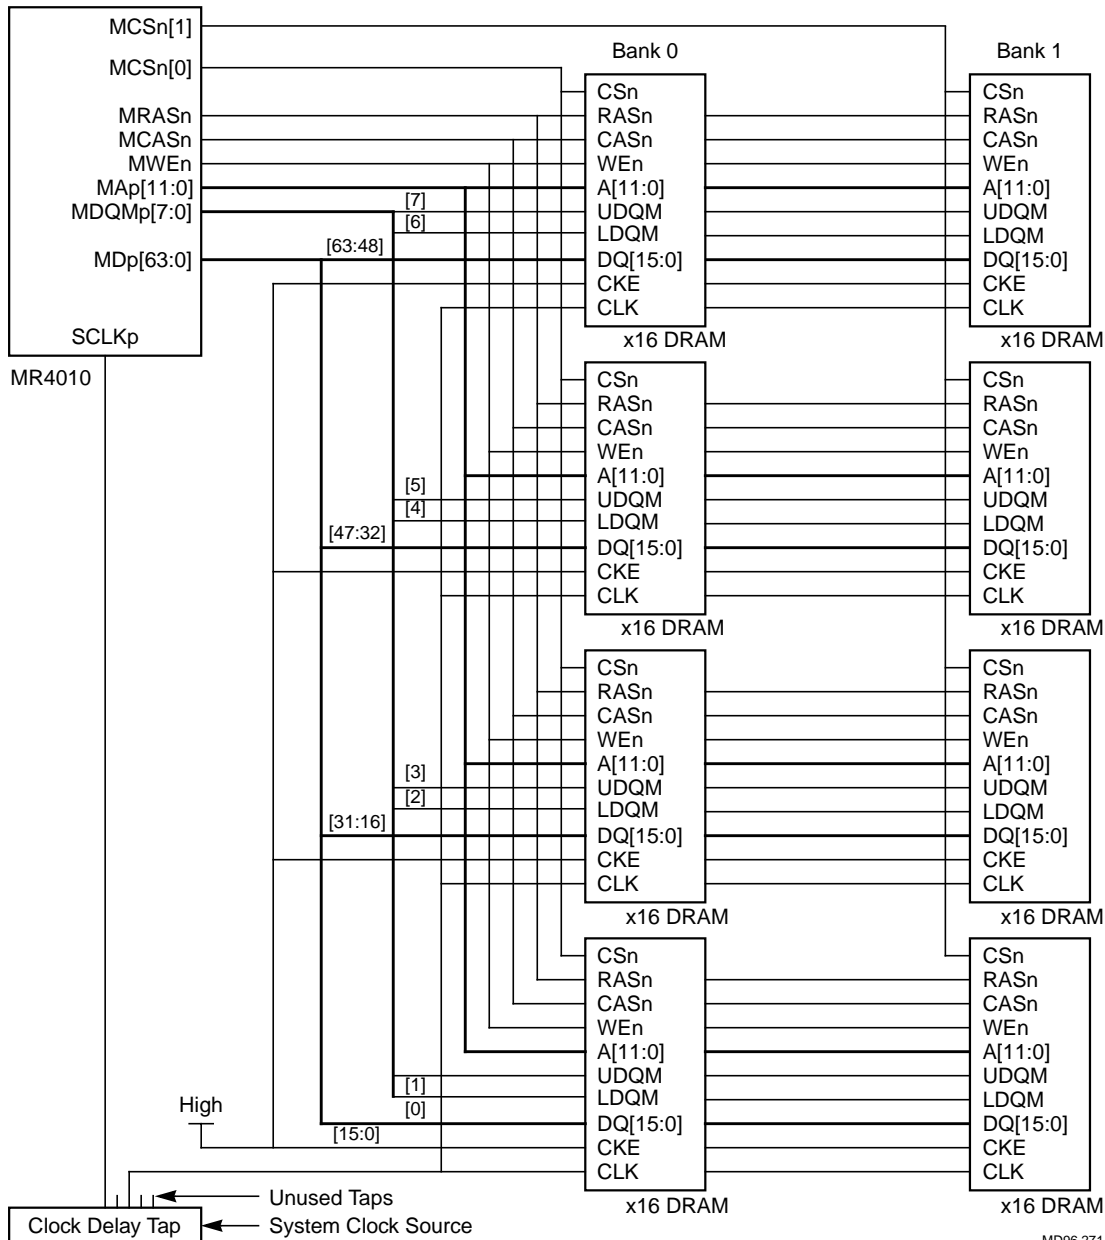 MCSn[1]
MCSn[0]
MRASn
MCASn
MWEn
MAp[11:0]
MDQMp[7:0]
MDp[63:0]
SCLKp
MR4010
[7]
[6]
[63:48]
[5]
[4]
[47:32]
[3]
[2]
[31:16]
[1]
[0]
[15:0]
High
Bank 0
CSn
RASn
CASn
WEn
A[11:0]
UDQM
LDQM
DQ[15:0]
CKE
CLK
x16 DRAM
CSn
RASn
CASn
WEn
A[11:0]
UDQM
LDQM
DQ[15:0]
CKE
CLK
x16 DRAM
CSn
RASn
CASn
WEn
A[11:0]
UDQM
LDQM
DQ[15:0]
CKE
CLK
x16 DRAM
CSn
RASn
CASn
WEn
A[11:0]
UDQM
LDQM
DQ[15:0]
CKE
CLK
x16 DRAM
Bank 1
CSn
RASn
CASn
WEn
A[11:0]
UDQM
LDQM
DQ[15:0]
CKE
CLK
x16 DRAM
CSn
RASn
CASn
WEn
A[11:0]
UDQM
LDQM
DQ[15:0]
CKE
CLK
x16 DRAM
CSn
RASn
CASn
WEn
A[11:0]
UDQM
LDQM
DQ[15:0]
CKE
CLK
x16 DRAM
CSn
RASn
CASn
WEn
A[11:0]
UDQM
LDQM
DQ[15:0]
CKE
CLK
x16 DRAM
Unused Taps
Clock Delay Tap
System Clock Source